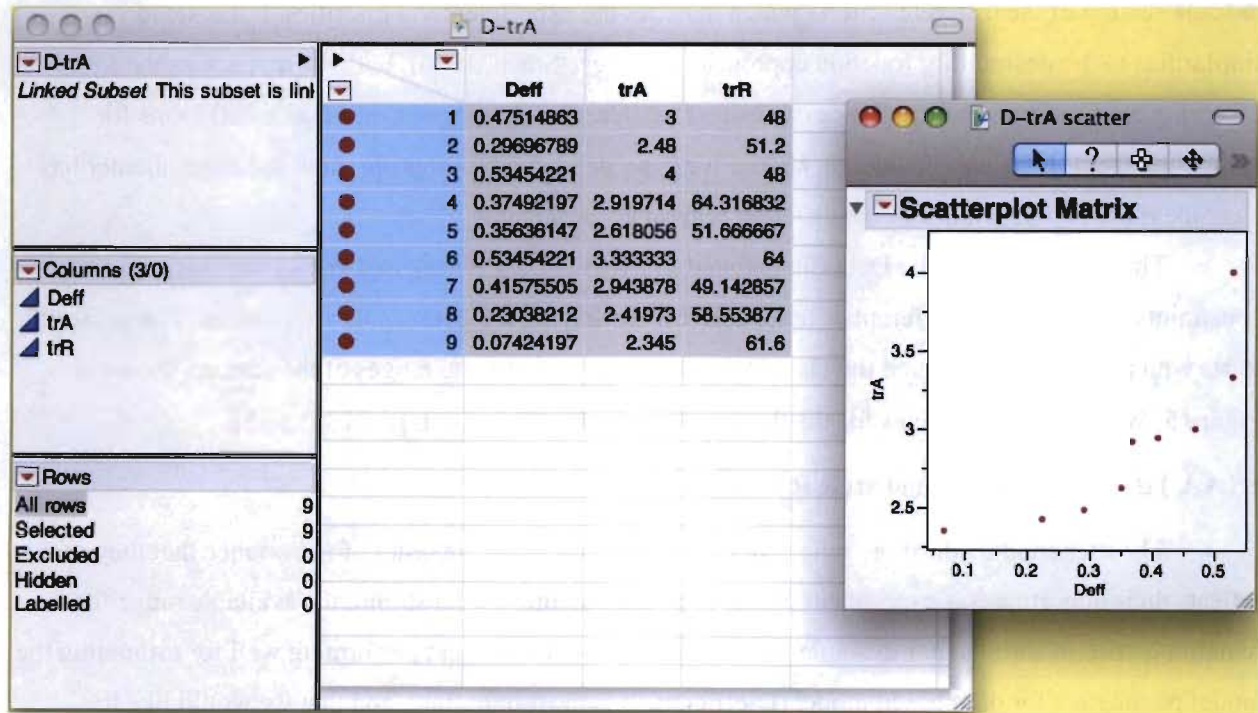 D-trA
D-trA
Linked Subset This subset is link
Columns (3/0)
Deff
trA
trR
Rows
All rows 9
Selected 9
Excluded 0
Hidden 0
Labelled 0
Deff trA trR
1 0.47514863 3 48
2 0.29696789 2.48 51.2
3 0.53454221 4 48
4 0.37492197 2.919714 64.316832
5 0.35636147 2.618056 51.666667
6 0.53454221 3.333333 64
7 0.41575505 2.943878 49.142857
8 0.23038212 2.41973 58.553877
9 0.07424197 2.345 61.6
D-trA scatter
?
Scatterplot Matrix
4
3.5
3
2.5
trA
0.1 0.2 0.3 0.4 0.5
Deff